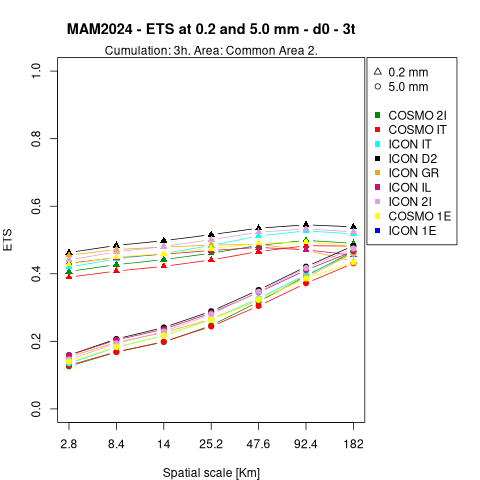 MAM2024 - ETS at 0.2 and 5.0 mm - d0 - 3t
Cumulation: 3h. Area: Common Area 2.
0.2 mm
5.0 mm
COSMO 2I
COSMO IT
ICON IT
ICON D2
ICON GR
ICON IL
ICON 2I
COSMO 1E
ICON 1E
ETS
1.0
0.8
0.6
0.4
0.2
0.0
2.8 8.4 14 25.2 47.6 92.4 182
Spatial scale [Km]